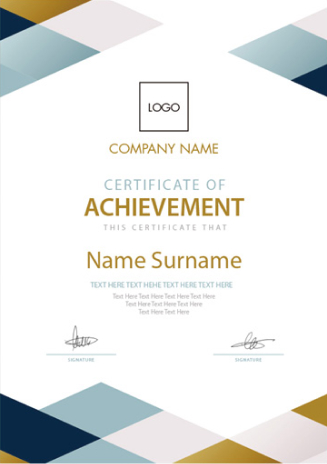 LOGO
COMPANY NAME
CERTIFICATE OF
ACHIEVEMENT
THIS CERTIFICATE THAT
Name Surname
TEXT HERE TEXT HEHE TEXT HERE TEXT HERE
Text Here Text Here Text Here Text Here
Text Here Text Here Text Here
Text Here Text Here
SIGNATURE
SIGNATURE